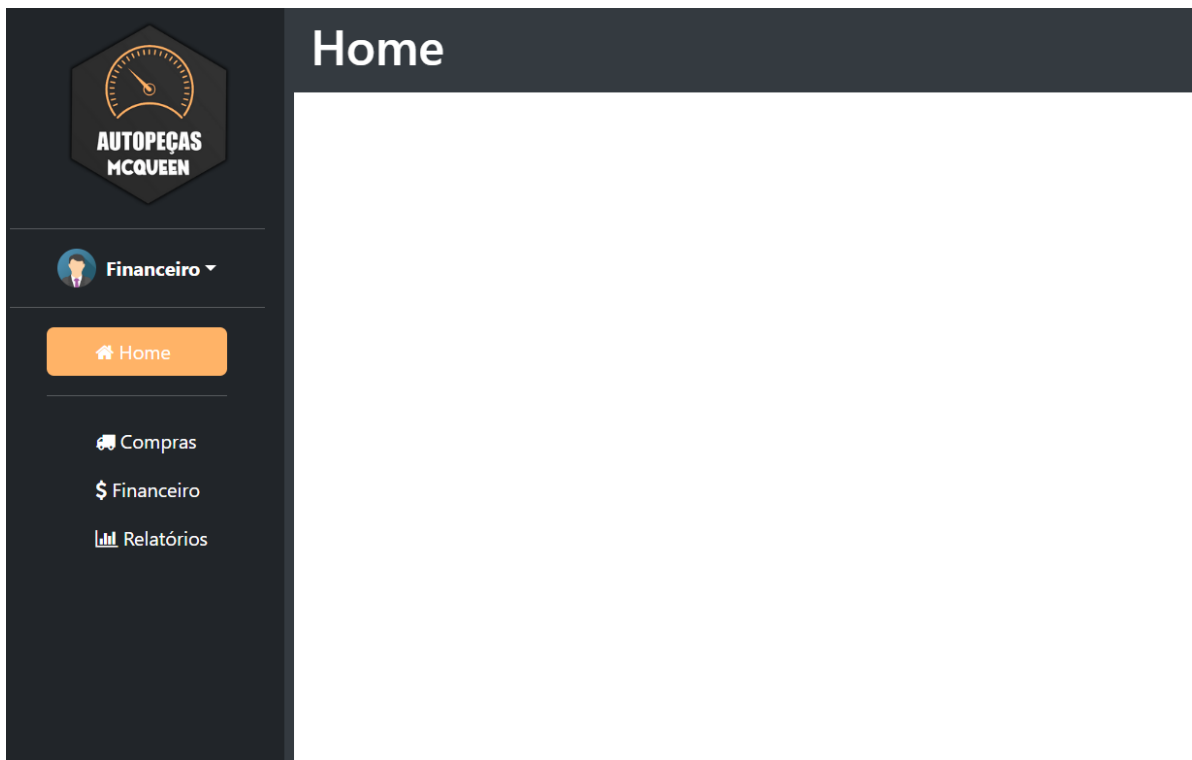 AUTOPEÇAS
MCQUEEN
Home
Financeiro
Home
Compras
$ Financeiro
Relatórios